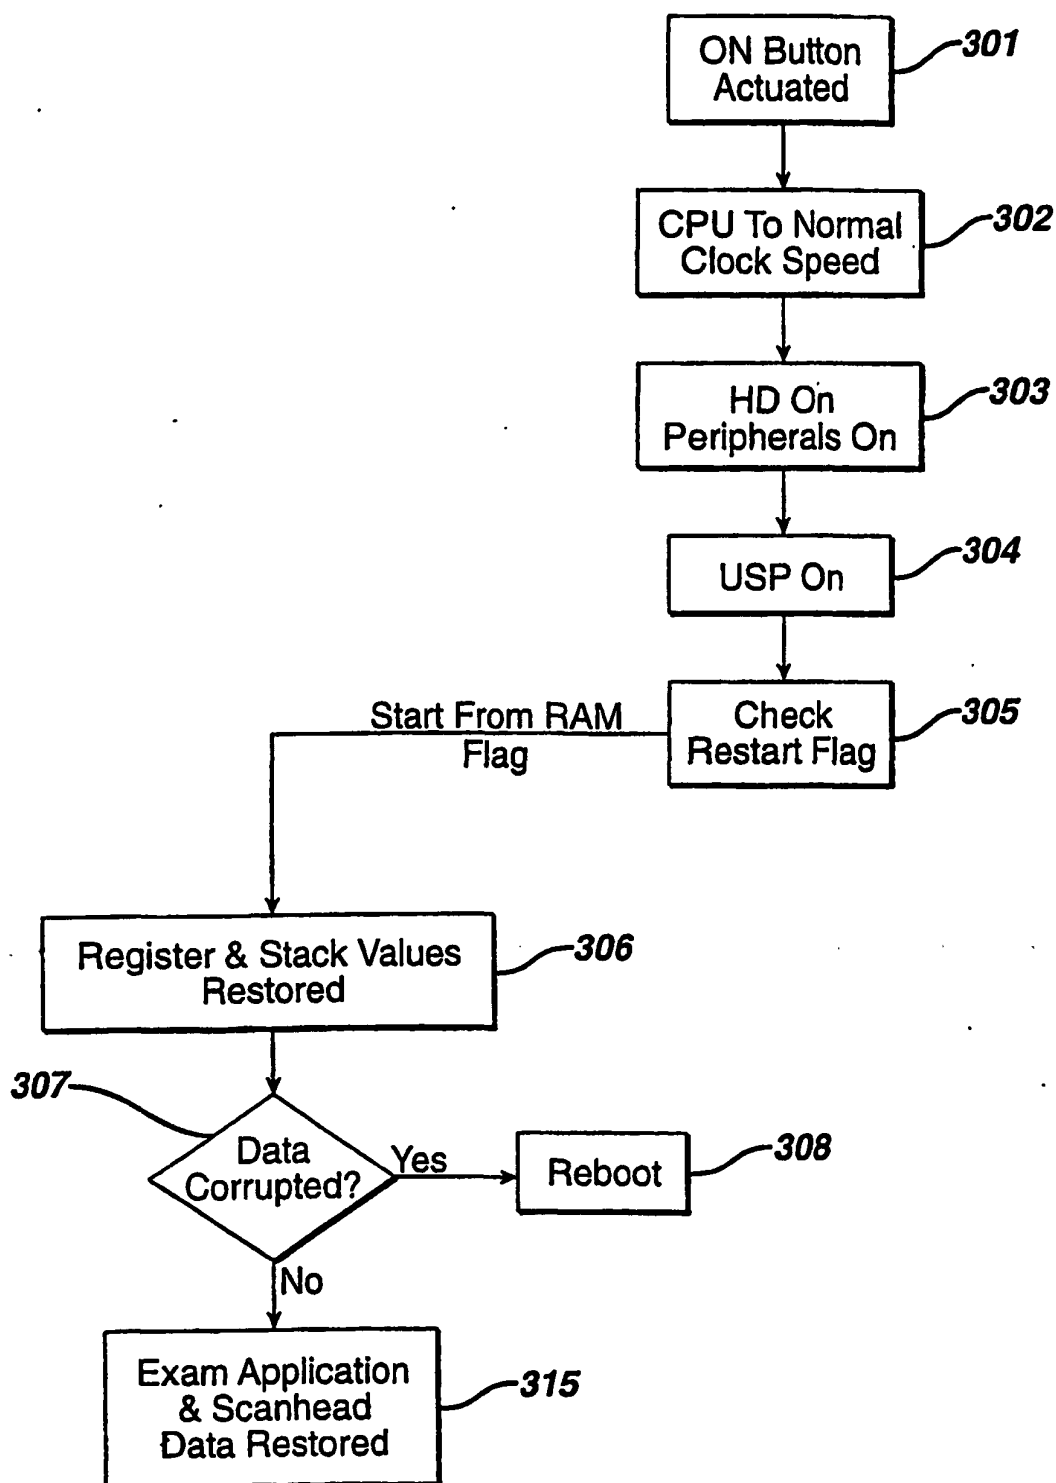 ON Button
Actuated
301
CPU To Normal
Clock Speed
302
HD On
Peripherals On
303
USP On
304
Check
Restart Flag
305
Start From RAM
Flag
Register & Stack Values
Restored
306
307
Data
Corrupted?
Yes
Reboot
308
No
Exam Application
& Scanhead
Data Restored
315